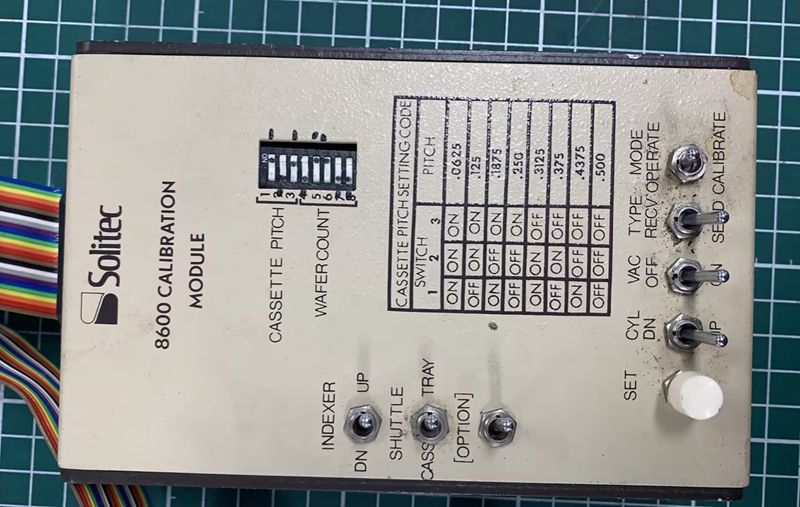 Solitec
8600 CALIBRATION
MODULE
CASSETTE PITCH
WAFER COUNT
ON
1 2 3 4 5 6 7 8
INDEXER
DN UP
SHUTTLE
CASS TRAY
[OPTION]
CASSETTE PITCH SETTING CODE
SWITCH PITCH
1 2 3
ON ON ON .0625
OFF ON ON .125
ON OFF ON .1875
OFF OFF ON .250
ON ON OFF .3125
OFF ON OFF .375
ON OFF OFF .4375
OFF OFF OFF .500
SET CYL VAC TYPE MODE
DN OFF RECV OPERATE
UP ON SEND CALIBRATE